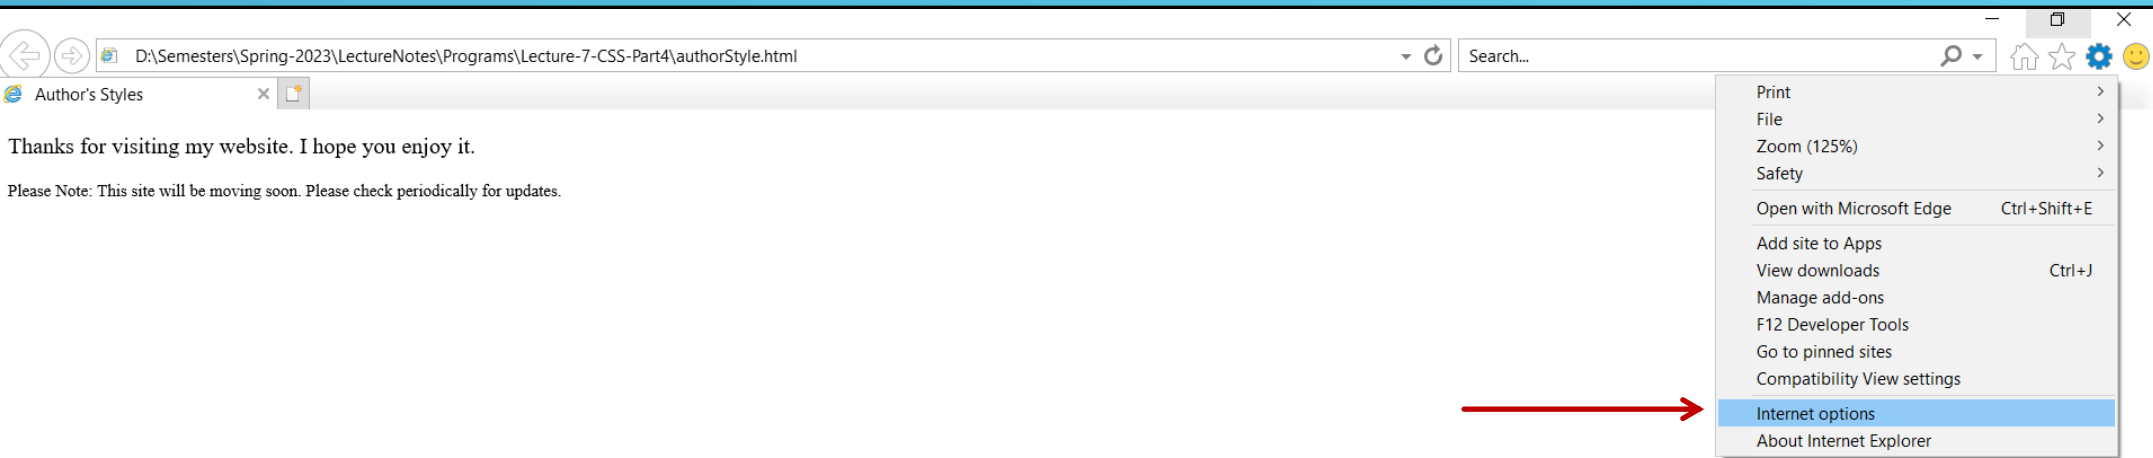 D:\Semesters\Spring-2023\LectureNotes\Programs\Lecture-7-CSS-Part4\authorStyle.html
Search...
Author's Styles
Thanks for visiting my website. I hope you enjoy it.
Please Note: This site will be moving soon. Please check periodically for updates.
Print
File
Zoom (125%)
Safety
Open with Microsoft Edge Ctrl+Shift+E
Add site to Apps
View downloads Ctrl+J
Manage add-ons
F12 Developer Tools
Go to pinned sites
Compatibility View settings
Internet options
About Internet Explorer